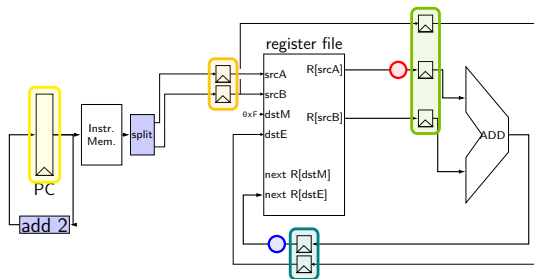 register file
srcA
R[srcA]
srcB
0xF
dstM
R[srcB]
dstE
Instr.
Mem.
split
ADD
next R[dstM]
next R[dstE]
PC
add 2